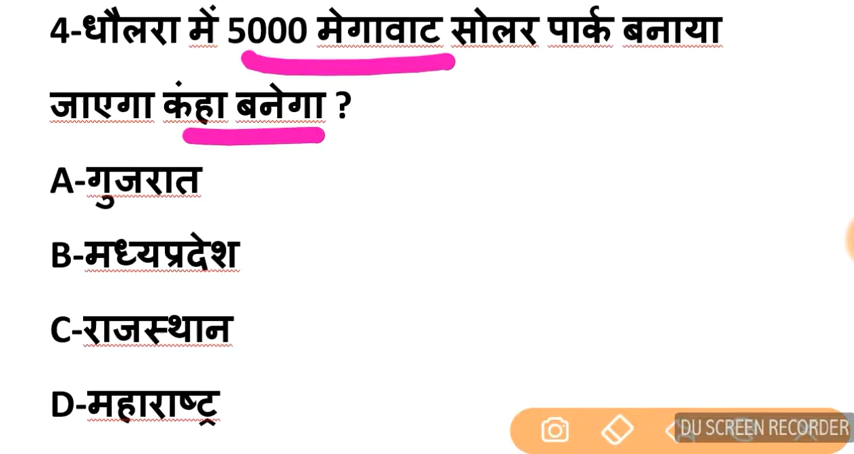 4-धौलरा में 5000 मेगावाट सोलर पार्क बनाया
जाएगा कंहा बनेगा ?
A-गुजरात
B-मध्यप्रदेश
C-राजस्थान
D-महाराष्ट्र
DU SCREEN RECORDER